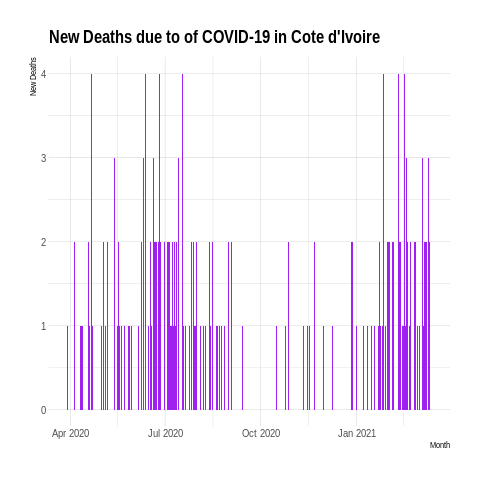 New Deaths due to of COVID-19 in Cote d'Ivoire
New Deaths
4
3
2
1
0
Apr 2020 Jul 2020 Oct 2020 Jan 2021
Month